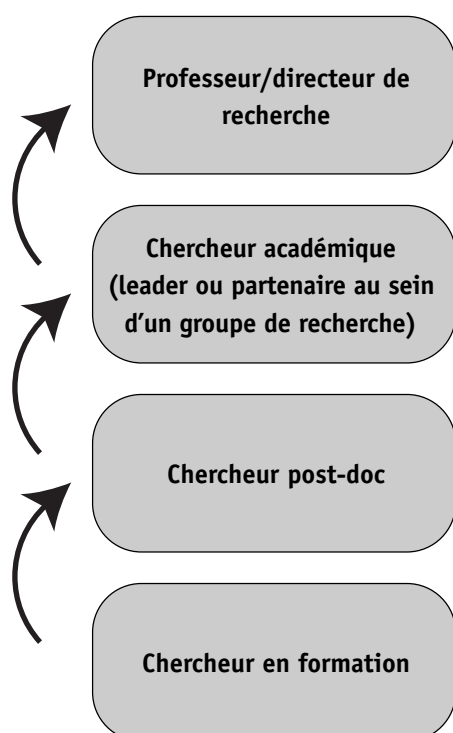 Professeur/directeur de
recherche
Chercheur académique
(leader ou partenaire au sein
d'un groupe de recherche)
Chercheur post-doc
Chercheur en formation